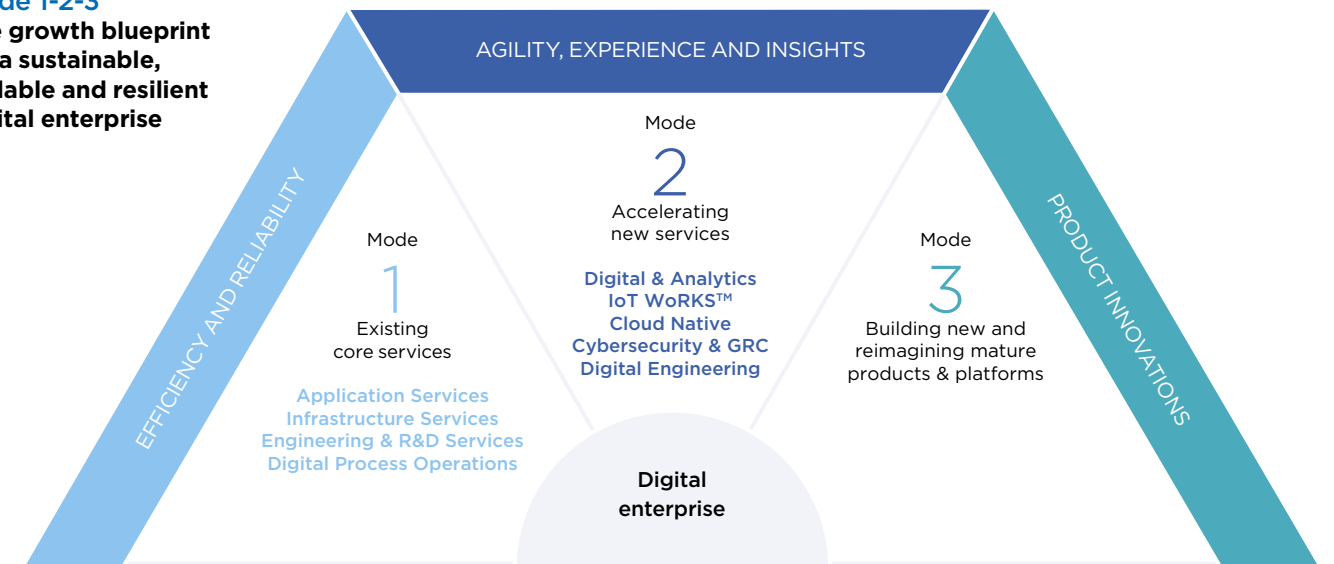 de 1-2-3
growth blueprint
a sustainable,
and resilient
enterprise
AGILITY, EXPERIENCE AND INSIGHTS
EFFICIENCY AND RELIABILITY
Mode
1
Existing
core services
Application Services
Infrastructure Services
Engineering & R&D Services
Digital Process Operations
Mode
2
Accelerating
new services
Digital & Analytics
IoT WoRKS™
Cloud Native
Cybersecurity & GRC
Digital Engineering
Mode
3
Building new and
reimagining mature
products & platforms
PRODUCT INNOVATIONS
Digital
enterprise